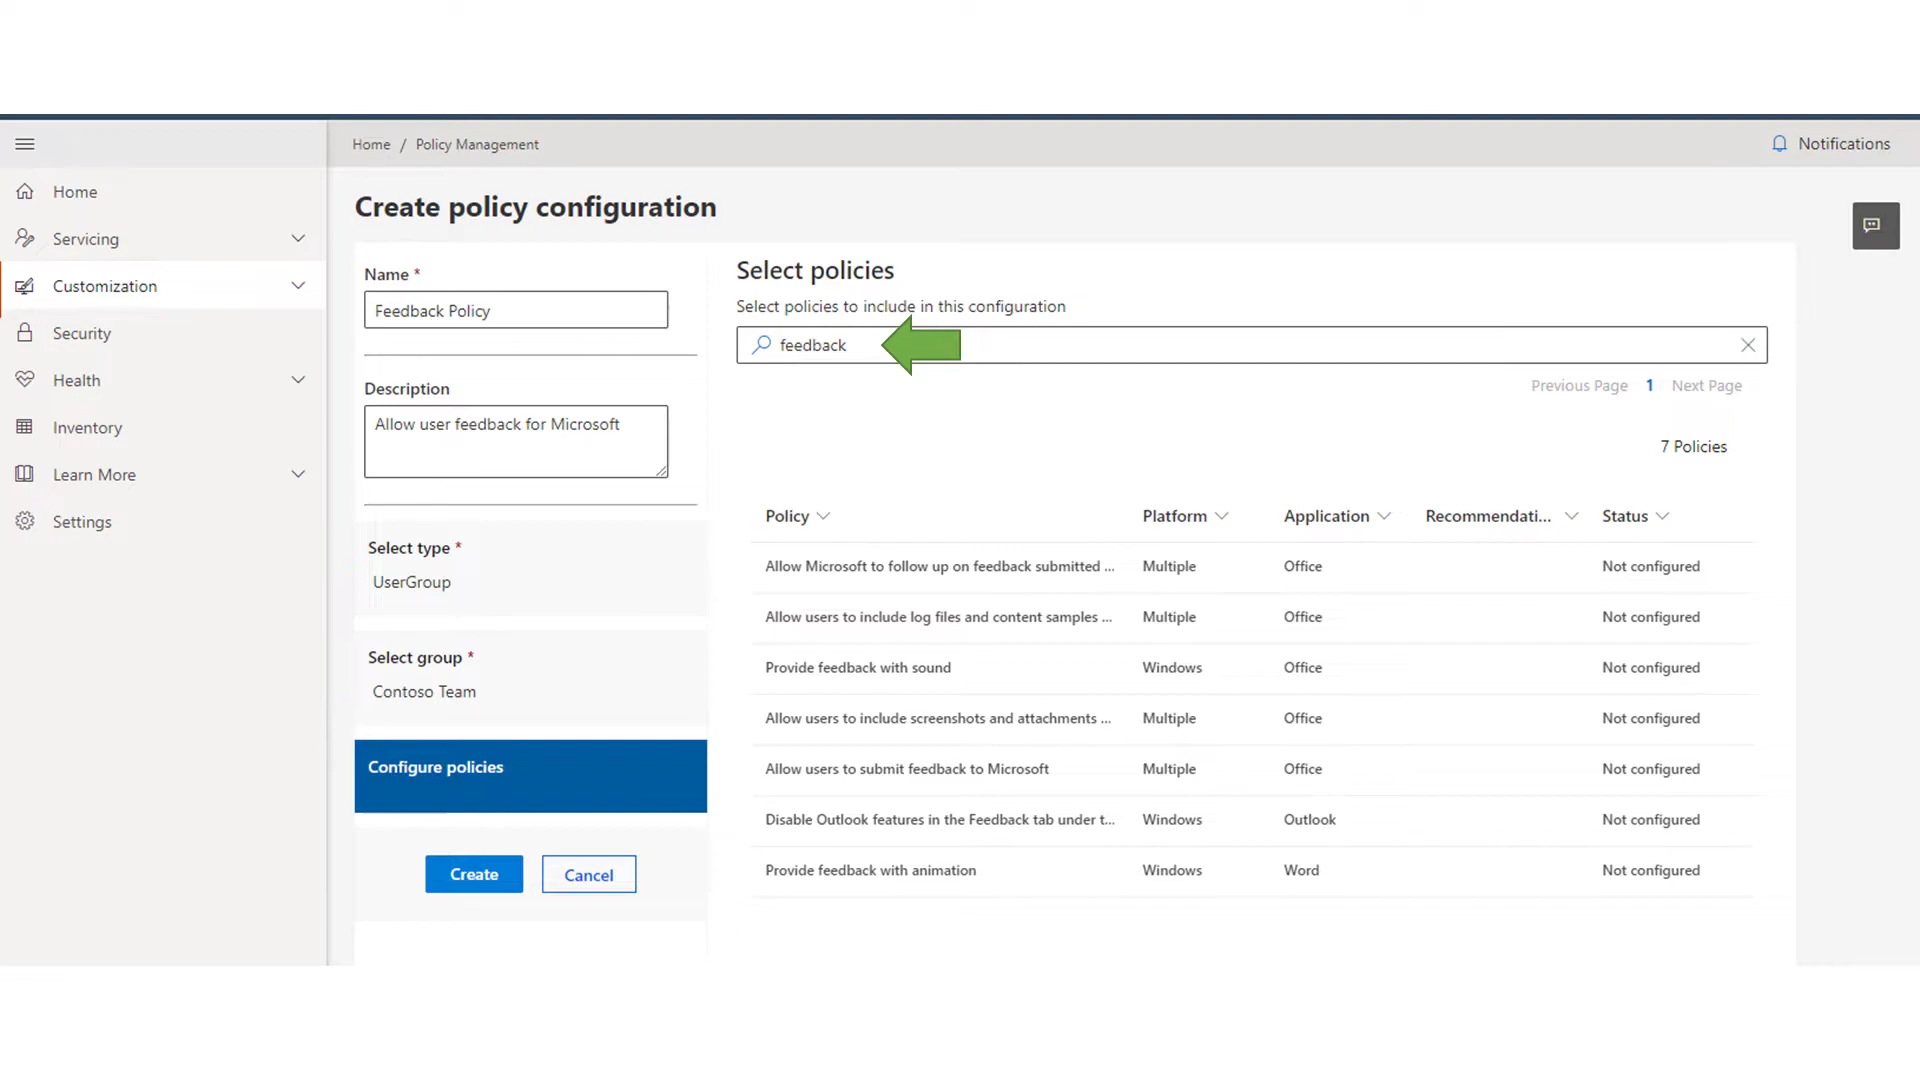 Home / Policy Management
Notifications
Home
Servicing
Customization
Security
Health
Inventory
Learn More
Settings
Create policy configuration
Name *
Feedback Policy
Description
Allow user feedback for Microsoft
Select type *
UserGroup
Select group *
Contoso Team
Configure policies
Create Cancel
Select policies
Select policies to include in this configuration
feedback
Previous Page 1 Next Page
7 Policies
Policy Platform Application Recommendati... Status
Allow Microsoft to follow up on feedback submitted ... Multiple Office Not configured
Allow users to include log files and content samples ... Multiple Office Not configured
Provide feedback with sound Windows Office Not configured
Allow users to include screenshots and attachments ... Multiple Office Not configured
Allow users to submit feedback to Microsoft Multiple Office Not configured
Disable Outlook features in the Feedback tab under t... Windows Outlook Not configured
Provide feedback with animation Windows Word Not configured